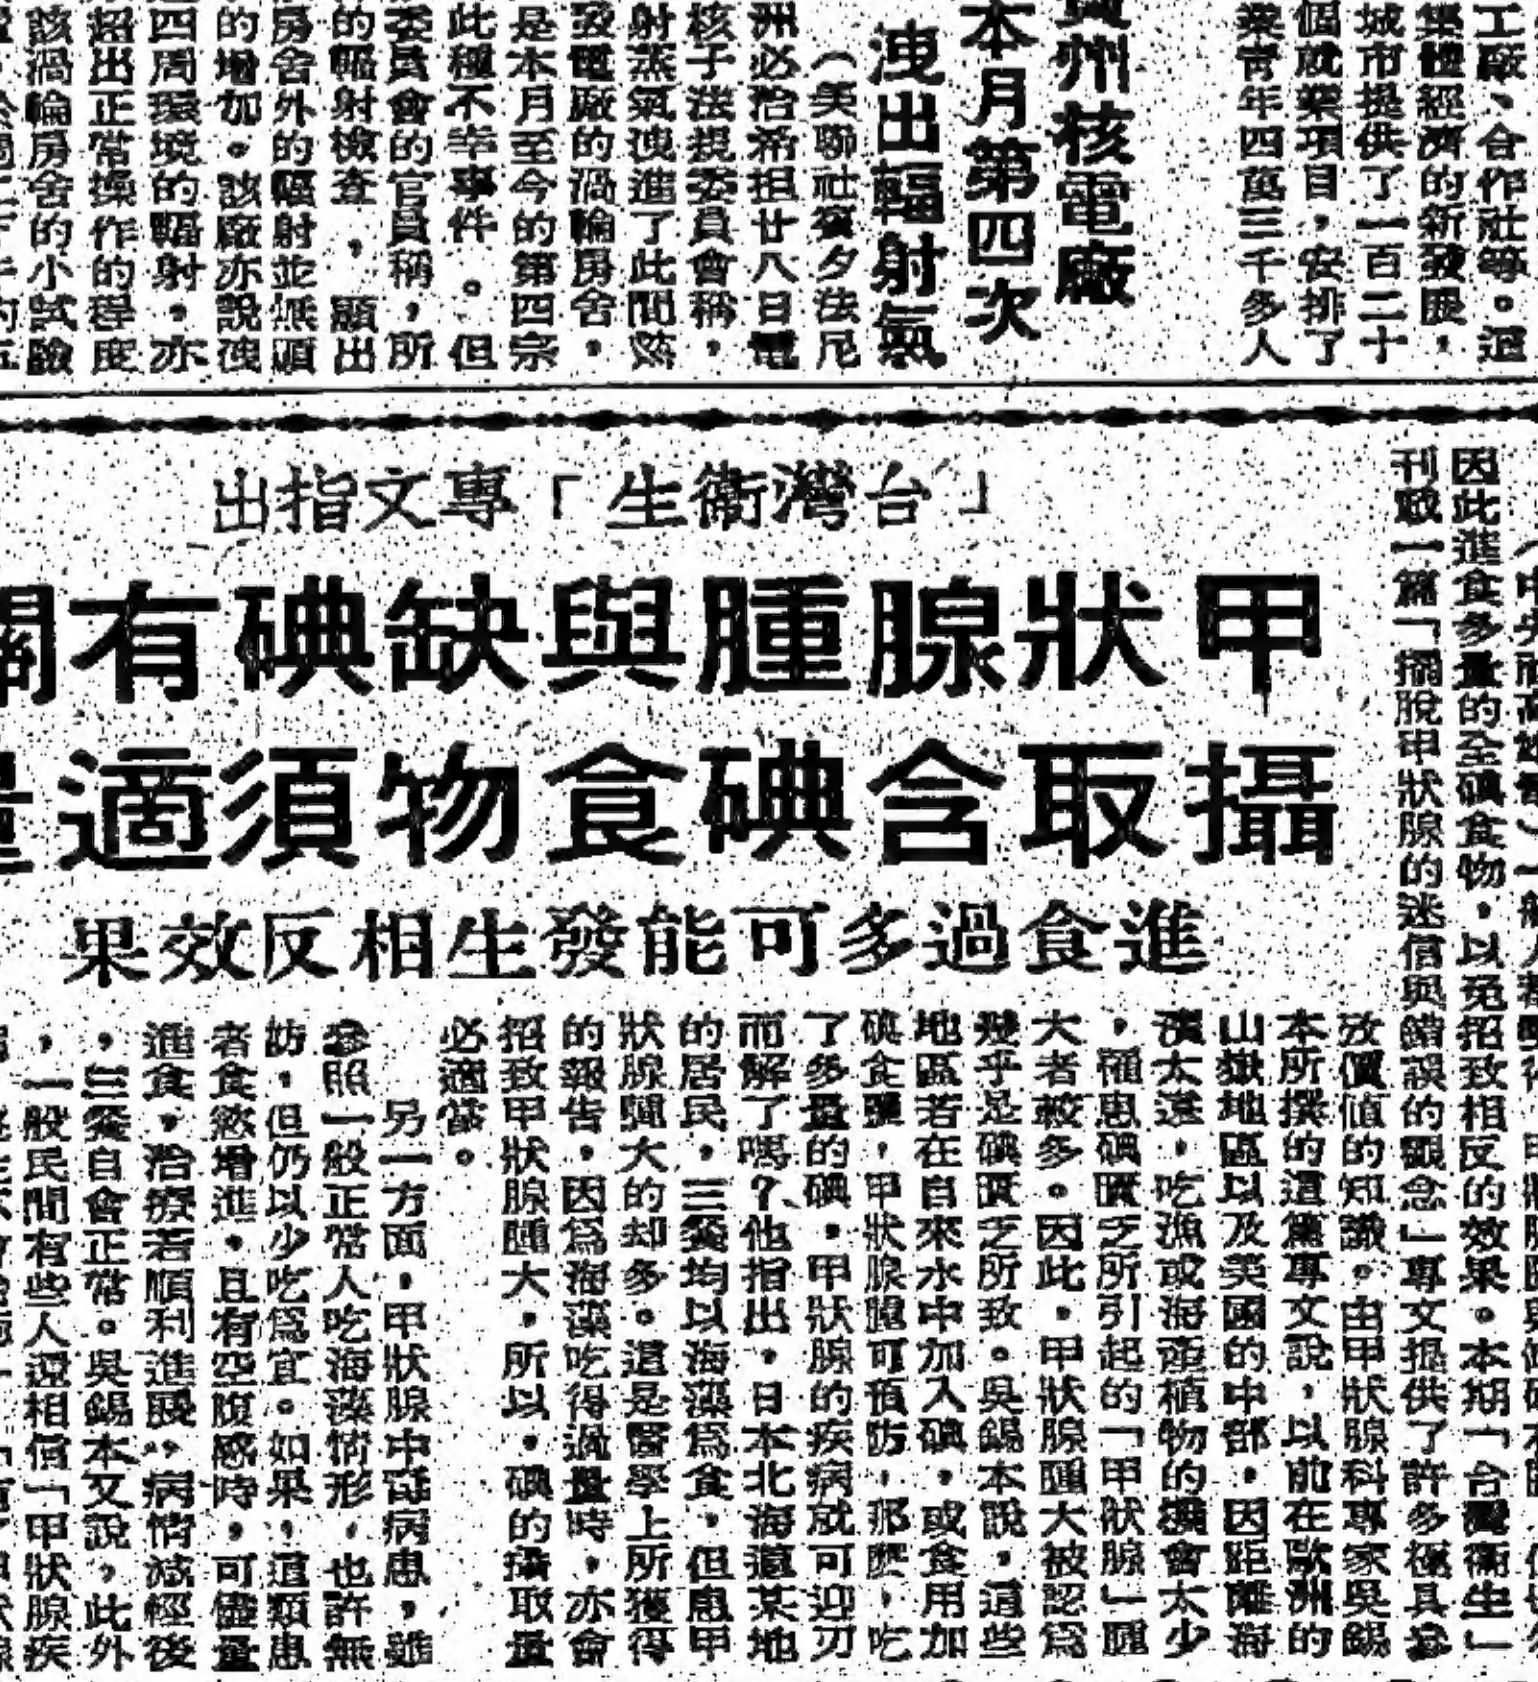 工廠、合作社等。這
集體經濟的新發展，
城市提供了一百二十
個就業項目，安排了
業青年四萬三千多人
賓州核電廠
本月第四次
洩出輻射氣
（美聯社賓夕法尼
洲必洽希担廿八日電
核子法規委員會稱，
射蒸氣洩進了此間
發電廠的渦輪房舍，
是本月至今的第四宗
此種不幸事件。但
委員會的官員稱，所
的輻射檢查，顯出
房舍外的輻射並無
的增加。該廠亦說洩
四周環境的輻射，亦
出正常操作的程度
該渦輪房舍的小試驗
「台灣衞生」專文指出
甲狀腺腫與缺碘有關
攝取含碘食物須適量
進食過多可能發生相反效果
因此進食多量的全碘食物，以免招致相反的效果。本期「台灣衞生」
刊載一篇「擺脫甲狀腺的迷信與錯誤的觀念」專文提供了許多極具參
攷價值的知識。由甲狀腺科專家吳錫
本所撰的這篇專文說，以前在歐洲的
山嶽地區以及美國的中部，因距離海
濱太遠，吃漁或海產植物的機會太少
，罹患碘匱乏所引起的「甲狀腺」腫
大者較多。因此，甲狀腺腫大被認爲
幾乎是碘匱乏所致。吳錫本說，這些
地區若在自來水中加入碘，或食用加
碘食鹽，甲狀腺腫可預防，那麽，吃
了多量的碘，甲狀腺的疾病就可迎刃
而解了嗎？他指出，日本北海道某地
的居民，三餐均以海藻爲食，但患甲
狀腺腫大的却多。這是醫學上所獲得
的報告，因爲海藻吃得過量時，亦會
招致甲狀腺腫大，所以，碘的攝取量
必適當。
另一方面，甲狀腺中毒病患，雖
參照一般正常人吃海藻情形，也許無
妨，但仍以少吃爲宜。如果，這類患
者食慾增進，且有空腹感時，可儘量
進食，治療若順利進展，病情減輕後
，三餐自會正常。吳錫本又說，此外
，一般民間有些人還相信「甲狀腺疾